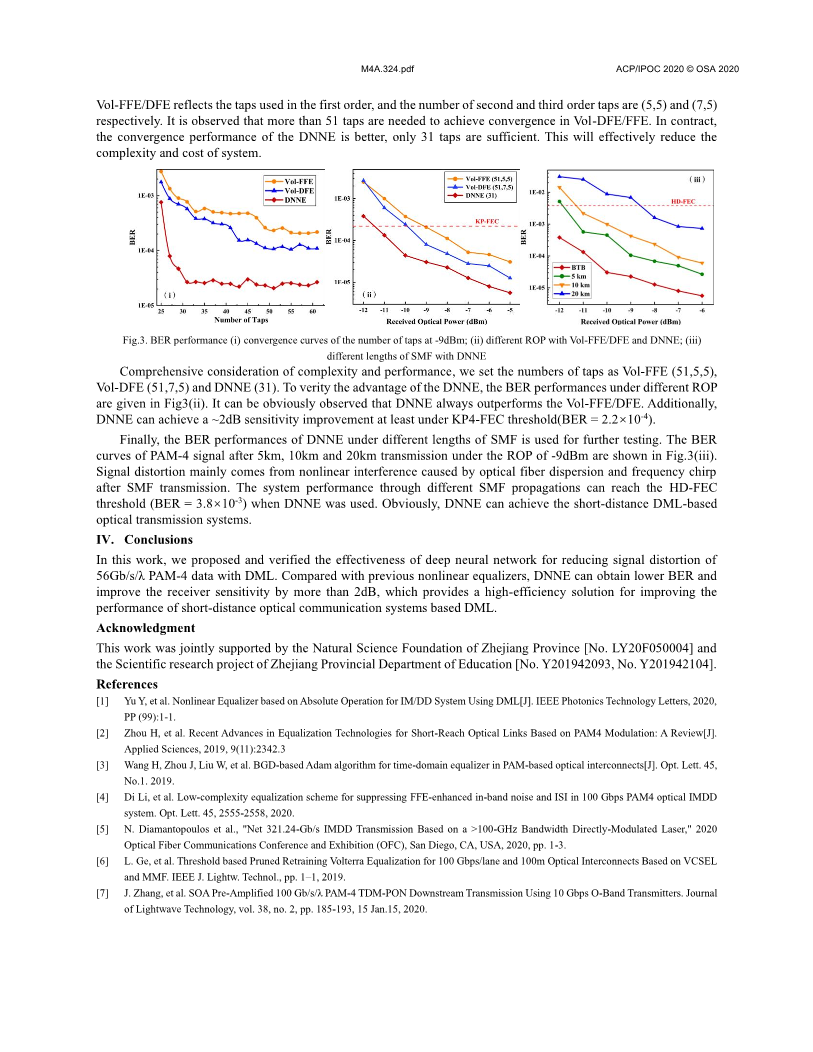 M4A.324.pdf
ACP/IPOC 2020 © OSA 2020
Vol-FFE/DFE reflects the taps used in the first order, and the number of second and third order taps are (5,5) and (7,5)
respectively. It is observed that more than 51 taps are needed to achieve convergence in Vol-DFE/FFE. In contract,
the convergence performance of the DNNE is better, only 31 taps are sufficient. This will effectively reduce the
complexity and cost of system.
Vol-FFE
Vol-DFE
DNNE
1E-03
1E-04
1E-05
BER
( i )
25 30 35 40 45 50 55 60
Number of Taps
Vol-FFE (51,5,5)
Vol-DFE (51,7,5)
DNNE (31)
KP-FEC
1E-03
1E-04
1E-05
BER
( ii )
-12 -11 -10 -9 -8 -7 -6 -5
Received Optical Power (dBm)
( iii )
HD-FEC
1E-02
1E-03
1E-04
1E-05
BER
BTB
5 km
10 km
20 km
-12 -11 -10 -9 -8 -7 -6
Received Optical Power (dBm)
Fig.3. BER performance (i) convergence curves of the number of taps at -9dBm; (ii) different ROP with Vol-FFE/DFE and DNNE; (iii)
different lengths of SMF with DNNE
Comprehensive consideration of complexity and performance, we set the numbers of taps as Vol-FFE (51,5,5),
Vol-DFE (51,7,5) and DNNE (31). To verity the advantage of the DNNE, the BER performances under different ROP
are given in Fig3(ii). It can be obviously observed that DNNE always outperforms the Vol-FFE/DFE. Additionally,
DNNE can achieve a ~2dB sensitivity improvement at least under KP4-FEC threshold(BER = 2.2×10-4).
Finally, the BER performances of DNNE under different lengths of SMF is used for further testing. The BER
curves of PAM-4 signal after 5km, 10km and 20km transmission under the ROP of -9dBm are shown in Fig.3(iii).
Signal distortion mainly comes from nonlinear interference caused by optical fiber dispersion and frequency chirp
after SMF transmission. The system performance through different SMF propagations can reach the HD-FEC
threshold (BER = 3.8×10-3) when DNNE was used. Obviously, DNNE can achieve the short-distance DML-based
optical transmission systems.
IV. Conclusions
In this work, we proposed and verified the effectiveness of deep neural network for reducing signal distortion of
56Gb/s/λ PAM-4 data with DML. Compared with previous nonlinear equalizers, DNNE can obtain lower BER and
improve the receiver sensitivity by more than 2dB, which provides a high-efficiency solution for improving the
performance of short-distance optical communication systems based DML.
Acknowledgment
This work was jointly supported by the Natural Science Foundation of Zhejiang Province [No. LY20F050004] and
the Scientific research project of Zhejiang Provincial Department of Education [No. Y201942093, No. Y201942104].
References
[1] Yu Y, et al. Nonlinear Equalizer based on Absolute Operation for IM/DD System Using DML[J]. IEEE Photonics Technology Letters, 2020,
PP (99):1-1.
[2] Zhou H, et al. Recent Advances in Equalization Technologies for Short-Reach Optical Links Based on PAM4 Modulation: A Review[J].
Applied Sciences, 2019, 9(11):2342.3
[3] Wang H, Zhou J, Liu W, et al. BGD-based Adam algorithm for time-domain equalizer in PAM-based optical interconnects[J]. Opt. Lett. 45,
No.1. 2019.
[4] Di Li, et al. Low-complexity equalization scheme for suppressing FFE-enhanced in-band noise and ISI in 100 Gbps PAM4 optical IMDD
system. Opt. Lett. 45, 2555-2558, 2020.
[5] N. Diamantopoulos et al., "Net 321.24-Gb/s IMDD Transmission Based on a >100-GHz Bandwidth Directly-Modulated Laser," 2020
Optical Fiber Communications Conference and Exhibition (OFC), San Diego, CA, USA, 2020, pp. 1-3.
[6] L. Ge, et al. Threshold based Pruned Retraining Volterra Equalization for 100 Gbps/lane and 100m Optical Interconnects Based on VCSEL
and MMF. IEEE J. Lightw. Technol., pp. 1–1, 2019.
[7] J. Zhang, et al. SOA Pre-Amplified 100 Gb/s/λ PAM-4 TDM-PON Downstream Transmission Using 10 Gbps O-Band Transmitters. Journal
of Lightwave Technology, vol. 38, no. 2, pp. 185-193, 15 Jan.15, 2020.